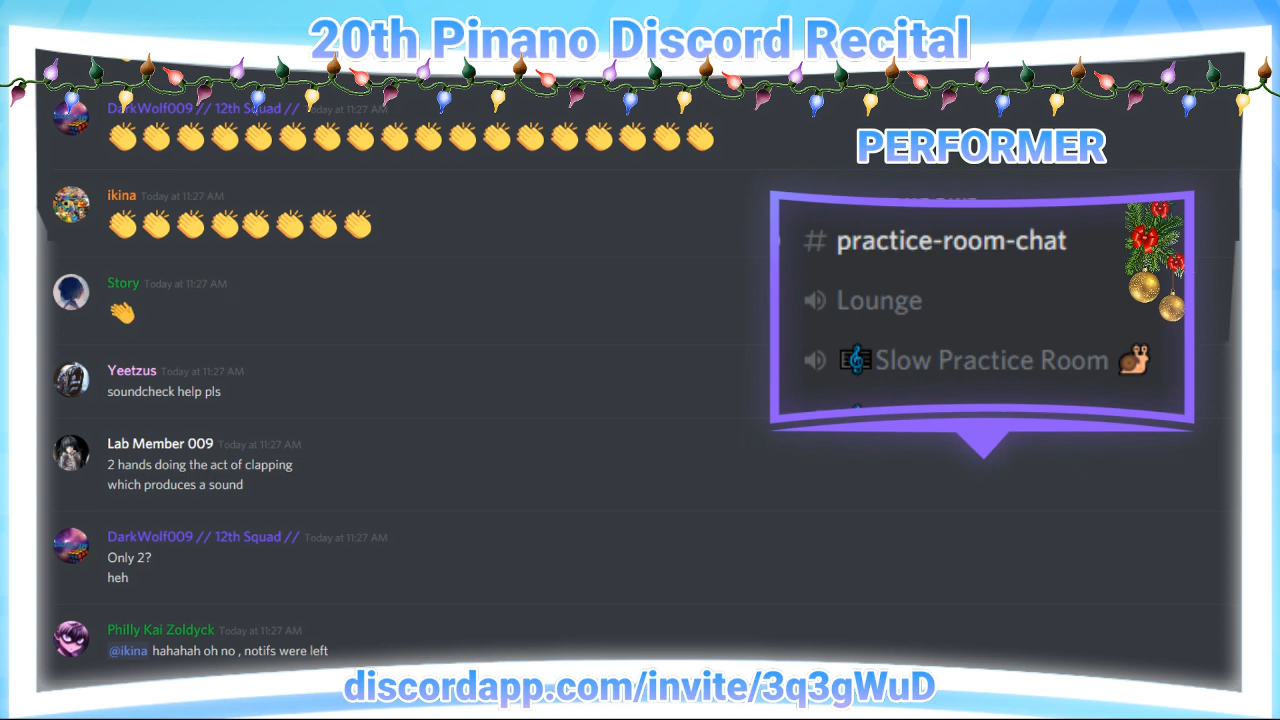 20th Pinano Discord Recital
DarkWolf009 // 12th Squad // Today at 11:27 AM
👏👏👏👏👏👏👏👏👏👏👏👏👏👏👏👏👏👏
ikina Today at 11:27 AM
👏👏👏👏👏👏👏👏
Story Today at 11:27 AM
👏
Yeetzus Today at 11:27 AM
soundcheck help pls
Lab Member 009 Today at 11:27 AM
2 hands doing the act of clapping
which produces a sound
DarkWolf009 // 12th Squad // Today at 11:27 AM
Only 2?
heh
Philly Kai Zoldyck Today at 11:27 AM
@ikina hahahah oh no , notifs were left
PERFORMER
# practice-room-chat
Lounge
🎼Slow Practice Room 🐌
discordapp.com/invite/3q3gWuD